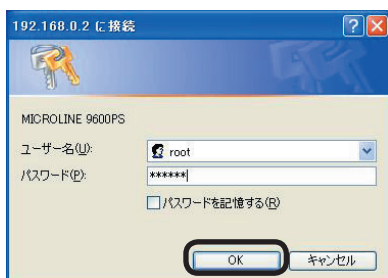 192.168.0.2 に接続
MICROLINE 9600PS
ユーザー名(U):
root
パスワード(P):
******
パスワードを記憶する(R)
OK
キャンセル